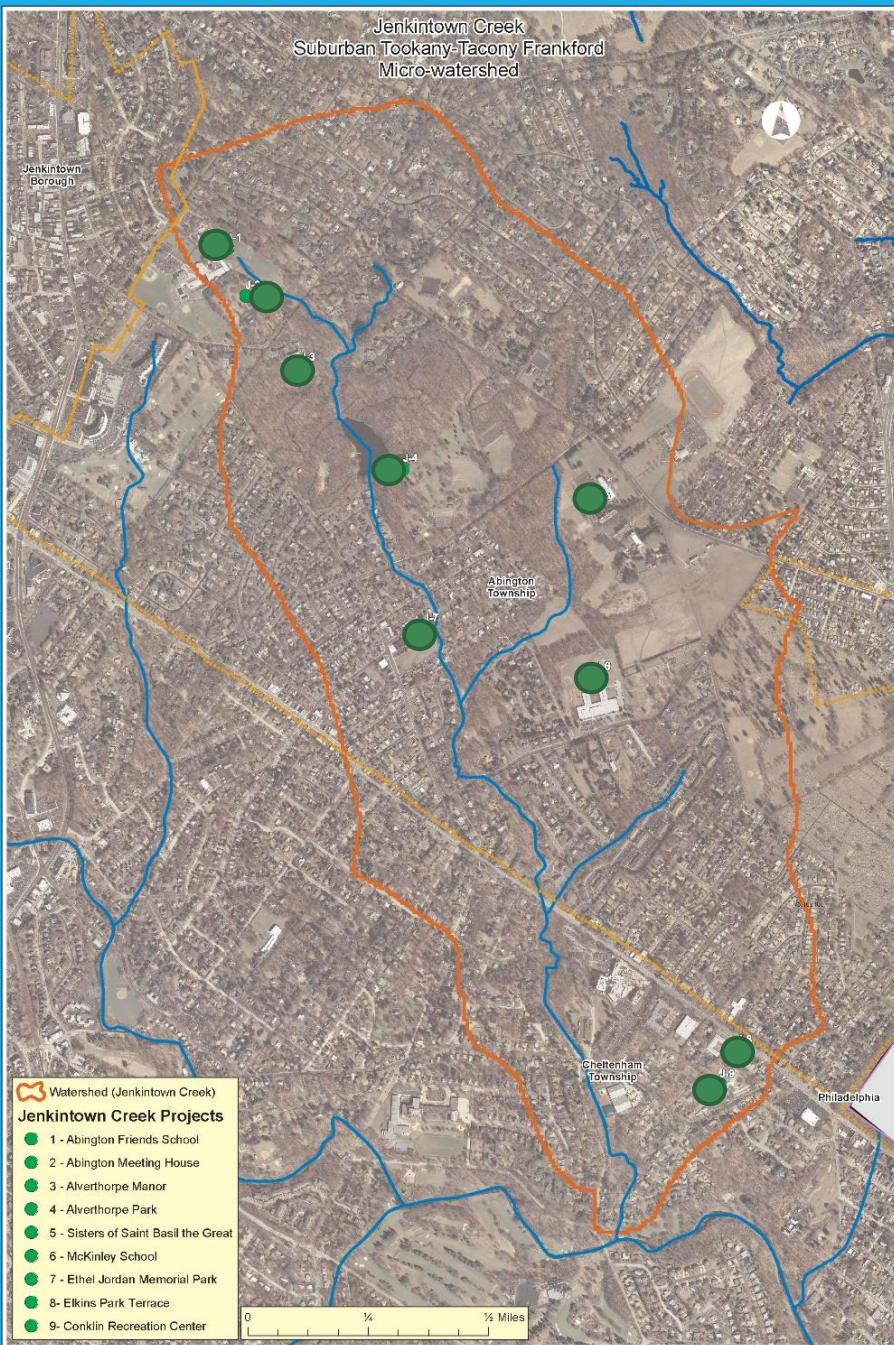 Jenkintown Creek
Suburban Tookany-Tacony Frankford
Micro-watershed
Jenkintown
Borough
J-4
Abington
Township
Cheltenham
Township
J-9
Philadelphia
Watershed (Jenkintown Creek)
Jenkintown Creek Projects
1 - Abington Friends School
2 - Abington Meeting House
3 - Alverthorpe Manor
4 - Alverthorpe Park
5 - Sisters of Saint Basil the Great
6 - McKinley School
7 - Ethel Jordan Memorial Park
8- Elkins Park Terrace
9- Conklin Recreation Center
0 ¼ ½ Miles